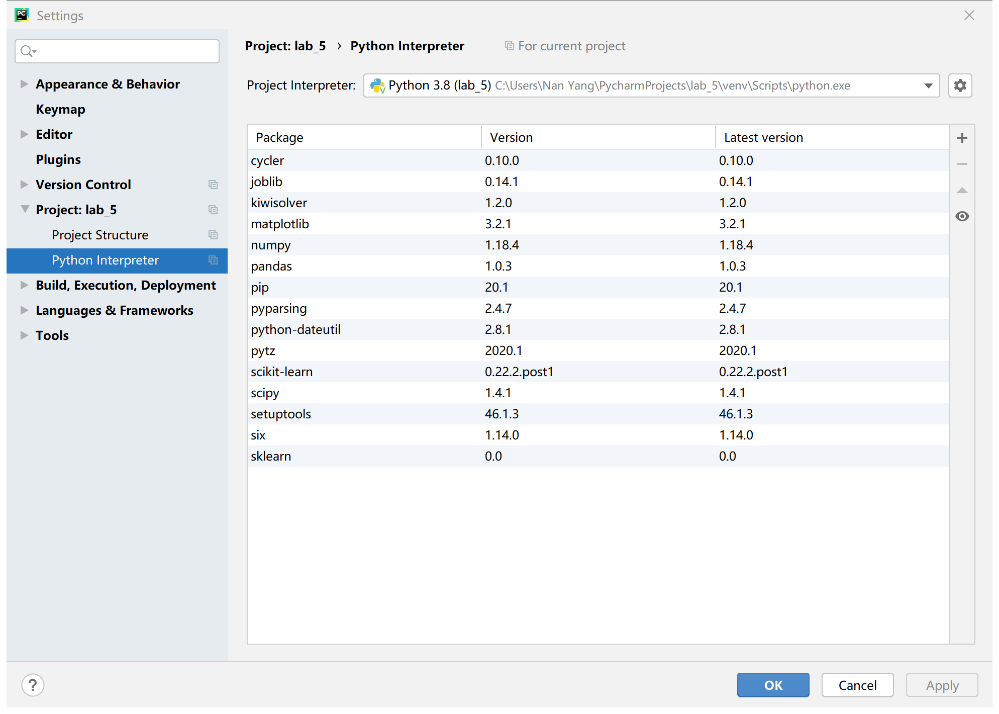 PC Settings
Project: lab_5 › Python Interpreter For current project
Project Interpreter: Python 3.8 (lab_5) C:\Users\Nan Yang\PycharmProjects\lab_5\venv\Scripts\python.exe
Appearance & Behavior
Keymap
Editor
Plugins
Version Control
Project: lab_5
Project Structure
Python Interpreter
Build, Execution, Deployment
Languages & Frameworks
Tools
Package Version Latest version
cycler 0.10.0 0.10.0
joblib 0.14.1 0.14.1
kiwisolver 1.2.0 1.2.0
matplotlib 3.2.1 3.2.1
numpy 1.18.4 1.18.4
pandas 1.0.3 1.0.3
pip 20.1 20.1
pyparsing 2.4.7 2.4.7
python-dateutil 2.8.1 2.8.1
pytz 2020.1 2020.1
scikit-learn 0.22.2.post1 0.22.2.post1
scipy 1.4.1 1.4.1
setuptools 46.1.3 46.1.3
six 1.14.0 1.14.0
sklearn 0.0 0.0
? OK Cancel Apply